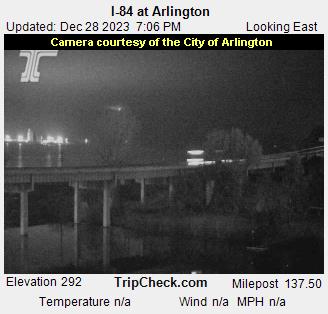 I-84 at Arlington
Updated: Dec 28 2023 7:06 PM Looking East
Camera courtesy of the City of Arlington
Elevation 292 TripCheck.com Milepost 137.50
Temperature n/a Wind n/a MPH n/a